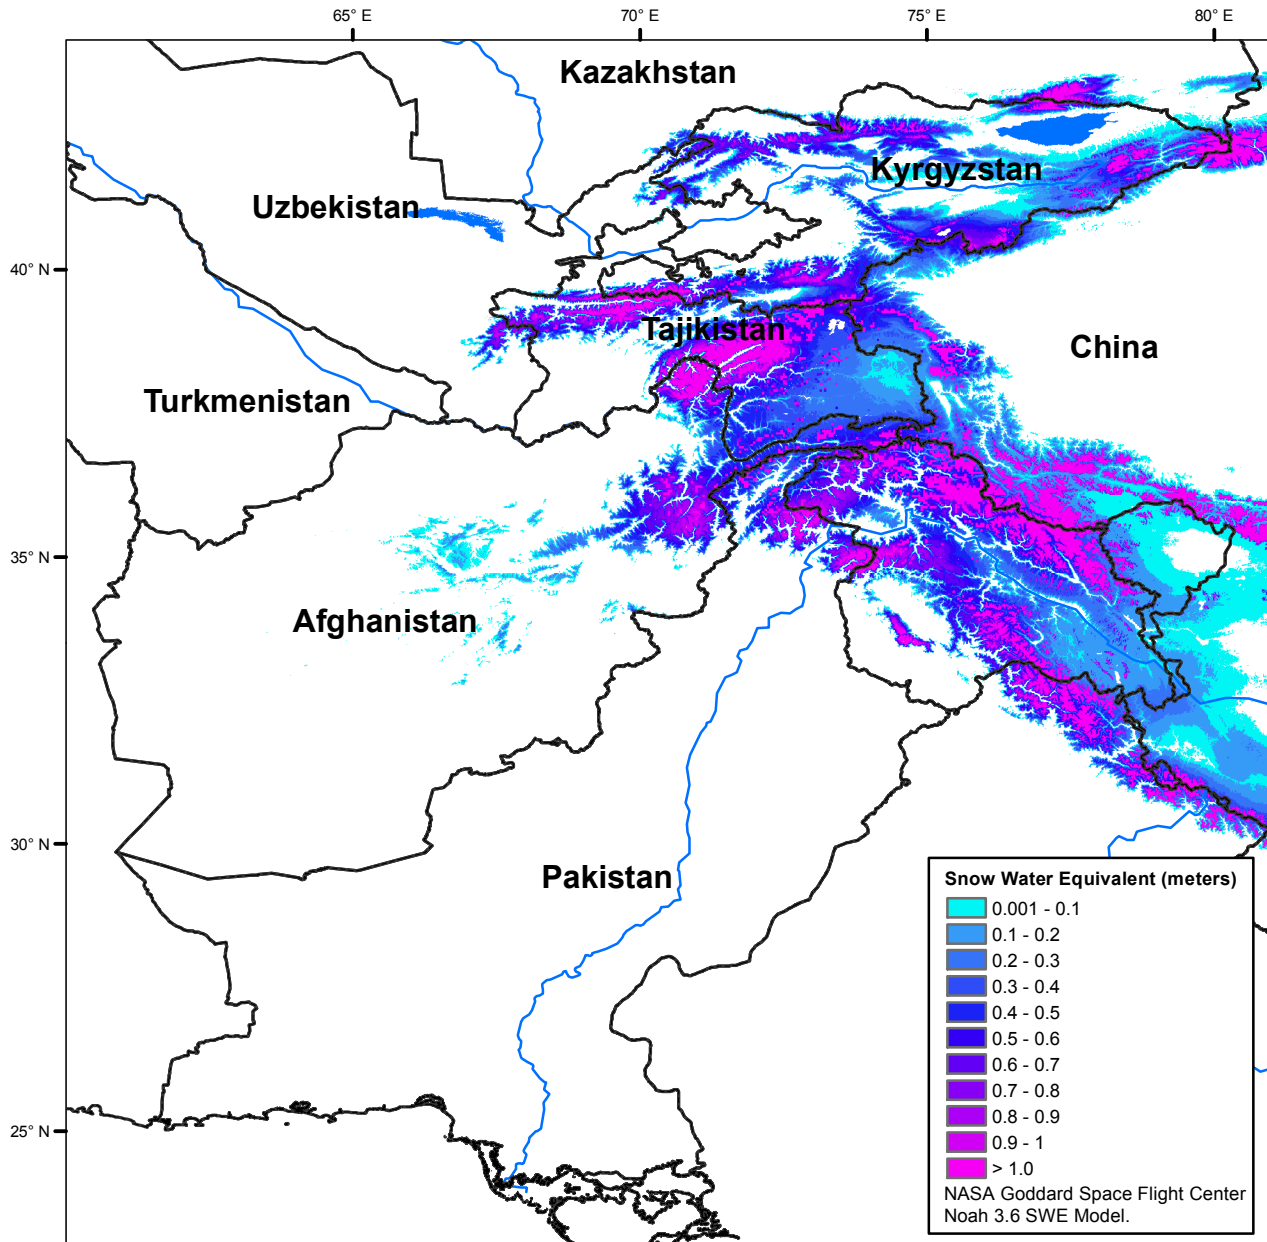 65° E
70° E
75° E
80° E
Kazakhstan
Kyrgyzstan
Uzbekistan
40° N
Tajikistan
China
Turkmenistan
35° N
Afghanistan
30° N
Pakistan
25° N
Snow Water Equivalent (meters)
0.001 - 0.1
0.1 - 0.2
0.2 - 0.3
0.3 - 0.4
0.4 - 0.5
0.5 - 0.6
0.6 - 0.7
0.7 - 0.8
0.8 - 0.9
0.9 - 1
> 1.0
NASA Goddard Space Flight Center
Noah 3.6 SWE Model.